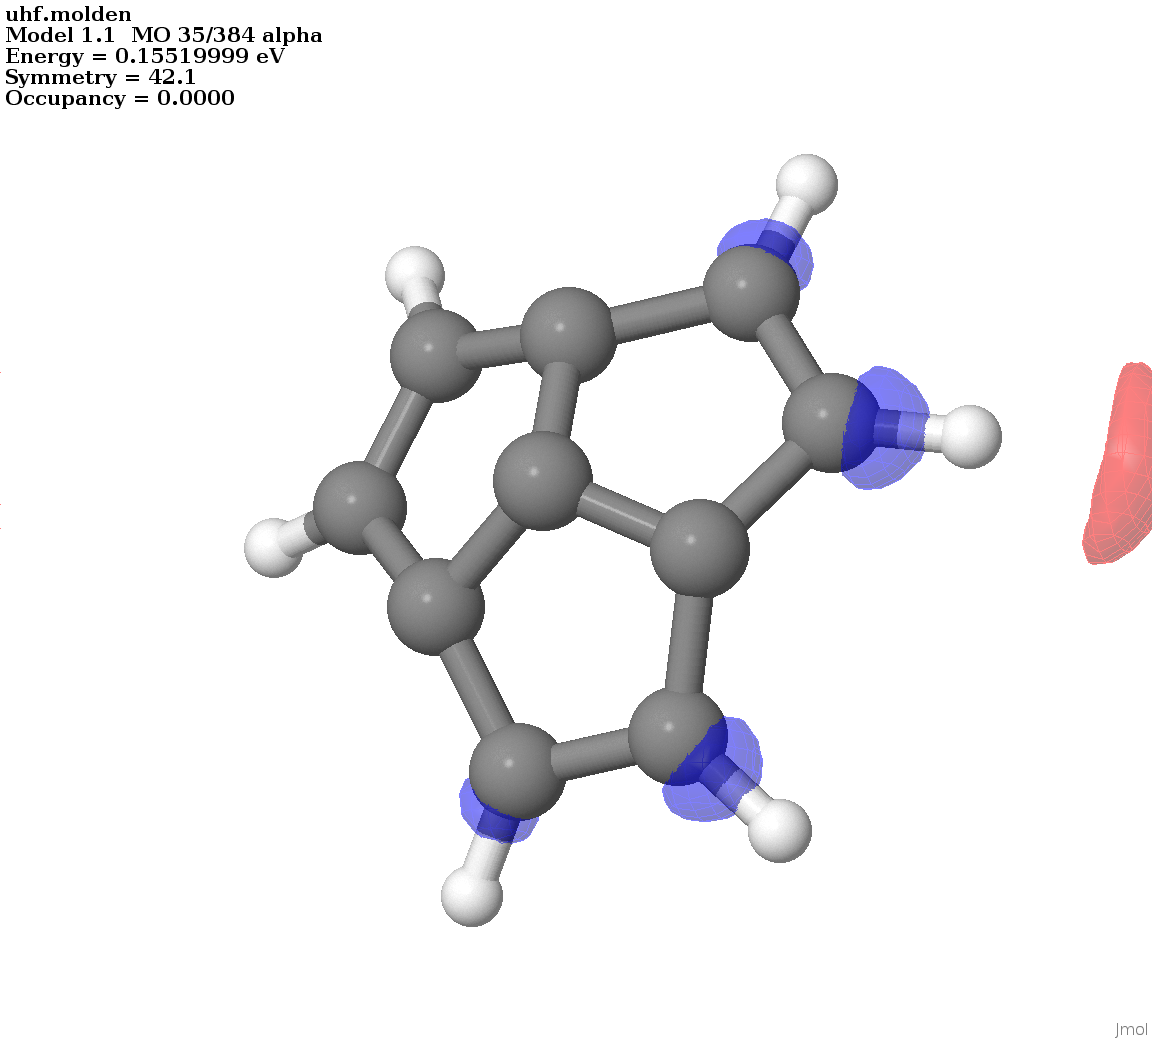 uhf.molden
Model 1.1  MO 35/384 alpha
Energy = 0.15519999 eV
Symmetry = 42.1
Occupancy = 0.0000
Jmol